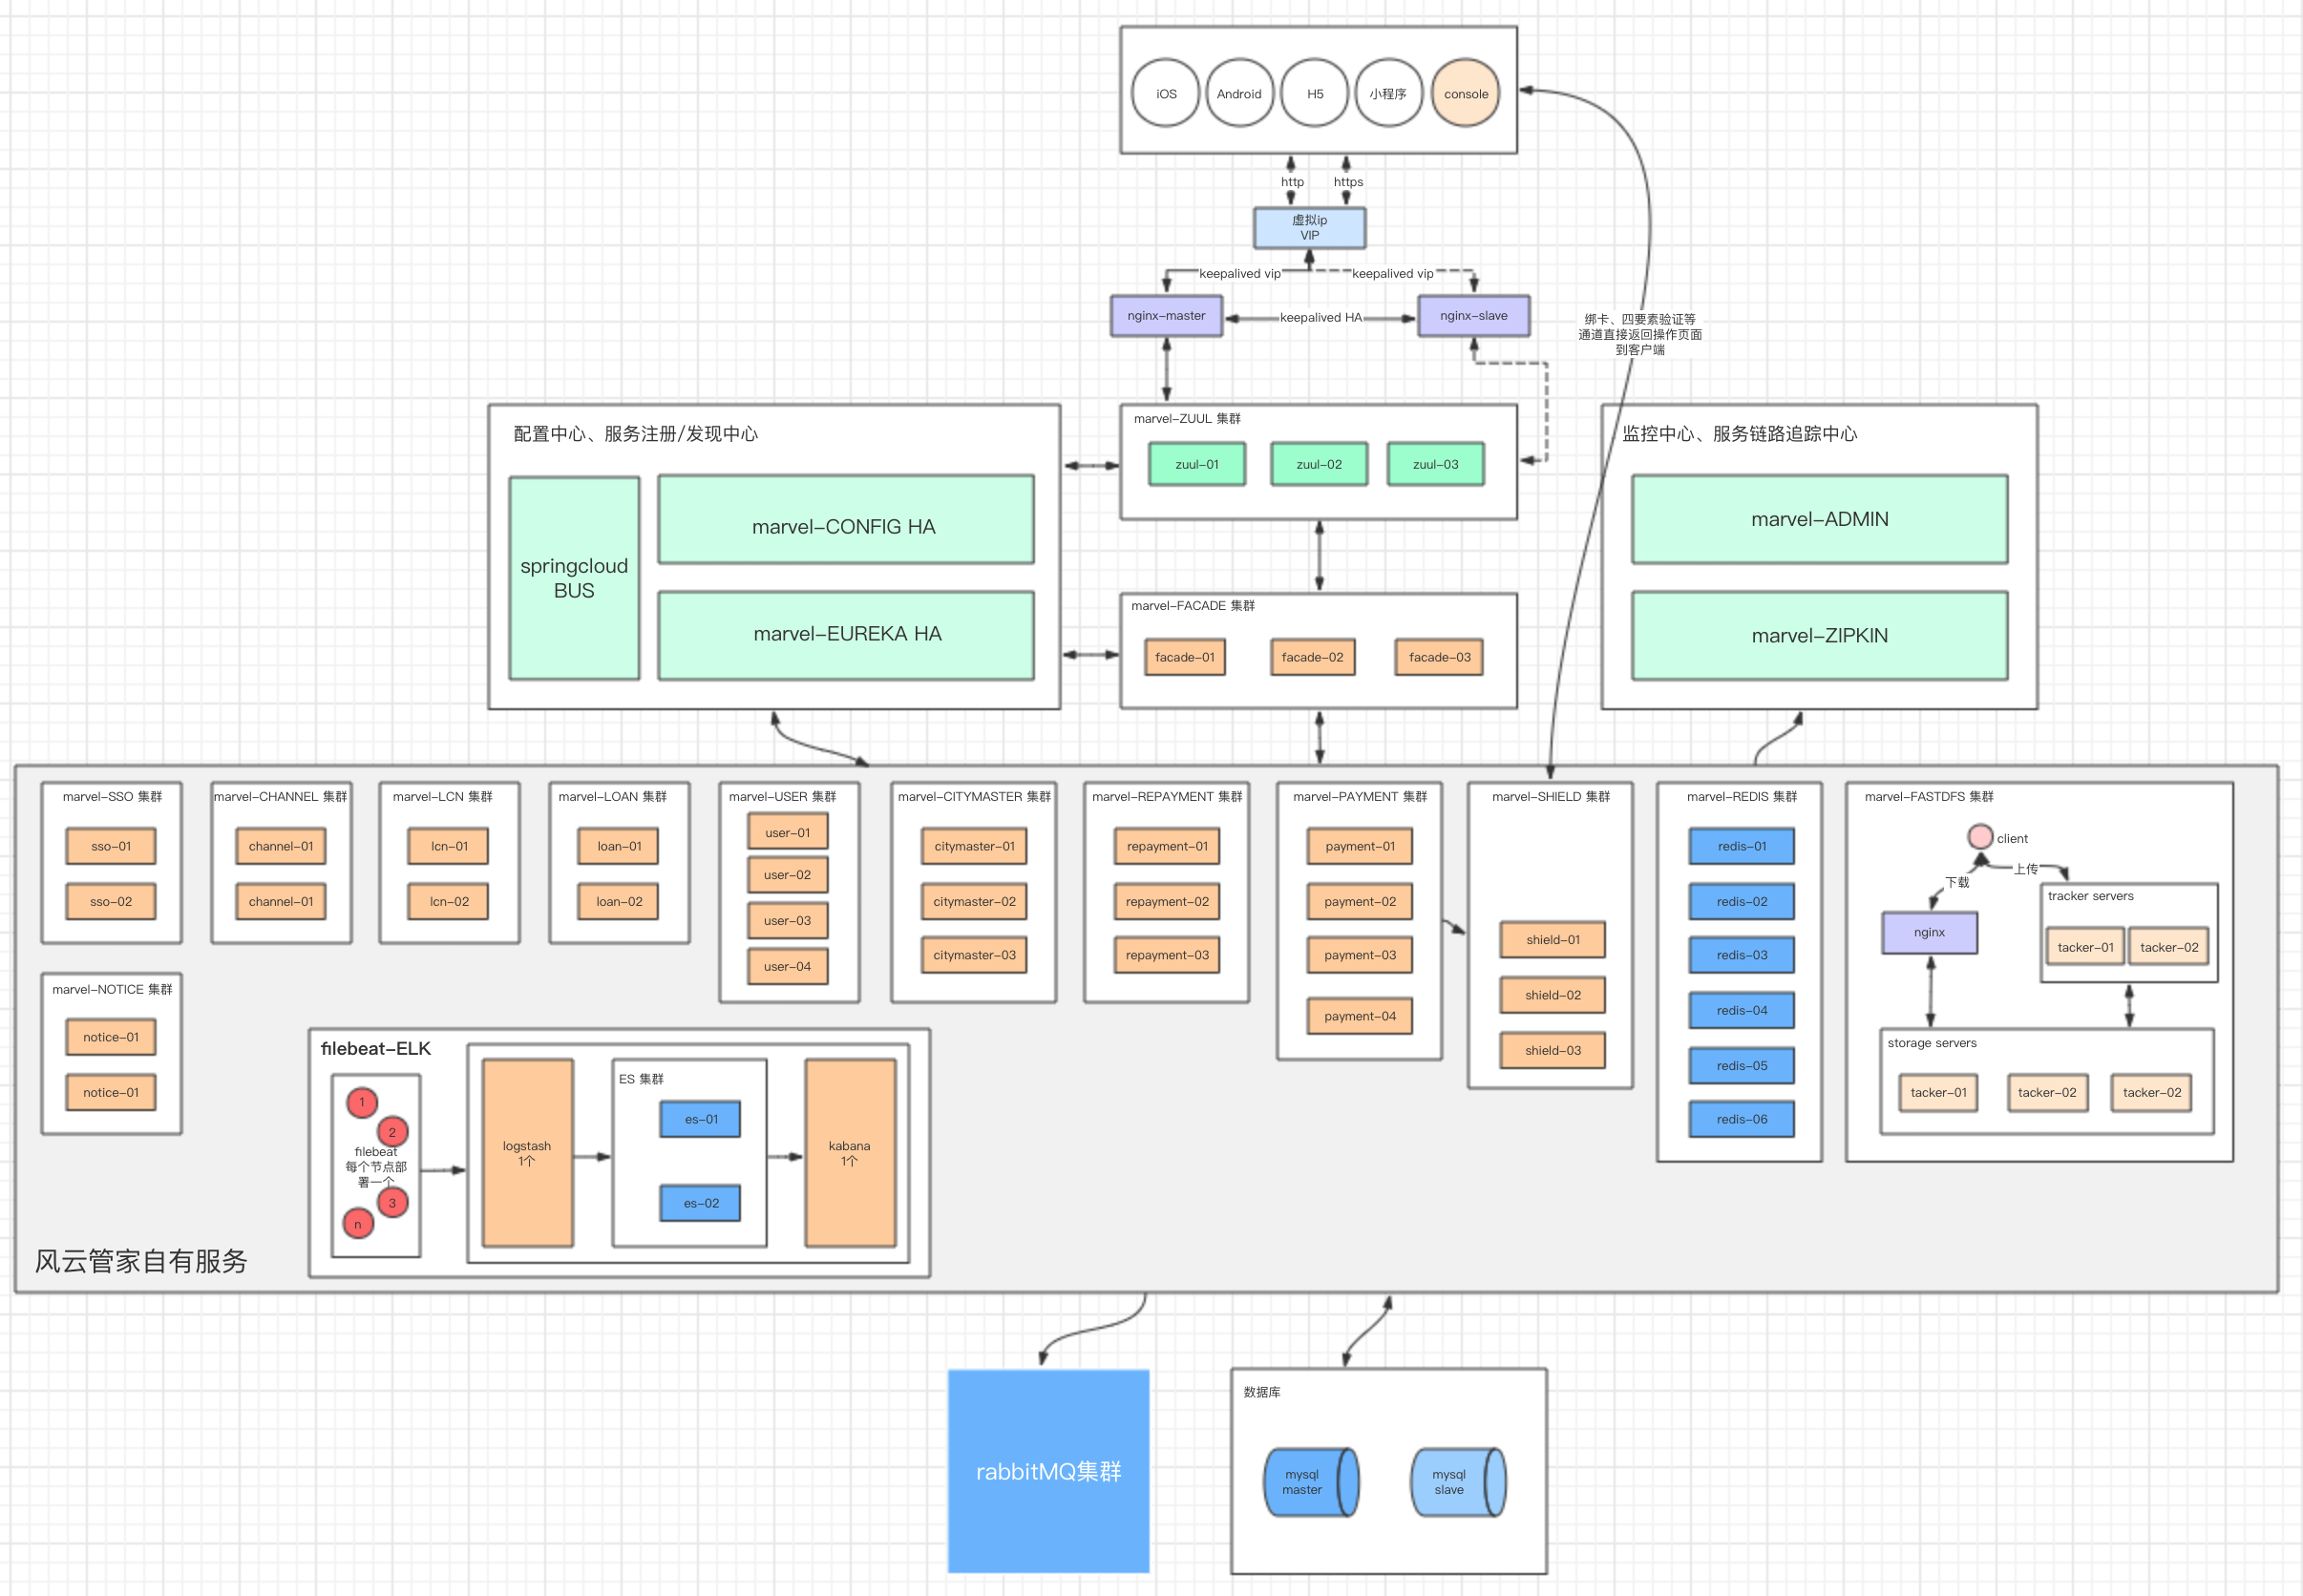 iOS
Android
H5
小程序
console
http
https
虚拟ip
VIP
keepalived vip
keepalived vip
nginx-master
keepalived HA
nginx-slave
绑卡、四要素验证等
通道直接返回操作页面
到客户端
配置中心、服务注册/发现中心
springcloud
BUS
marvel-CONFIG HA
marvel-EUREKA HA
marvel-ZUUL 集群
zuul-01
zuul-02
zuul-03
marvel-FACADE 集群
facade-01
facade-02
facade-03
监控中心、服务链路追踪中心
marvel-ADMIN
marvel-ZIPKIN
marvel-SSO 集群
sso-01
sso-02
marvel-CHANNEL 集群
channel-01
channel-01
marvel-LCN 集群
lcn-01
lcn-02
marvel-LOAN 集群
loan-01
loan-02
marvel-USER 集群
user-01
user-02
user-03
user-04
marvel-CITYMASTER 集群
citymaster-01
citymaster-02
citymaster-03
marvel-REPAYMENT 集群
repayment-01
repayment-02
repayment-03
marvel-PAYMENT 集群
payment-01
payment-02
payment-03
payment-04
marvel-SHIELD 集群
shield-01
shield-02
shield-03
marvel-REDIS 集群
redis-01
redis-02
redis-03
redis-04
redis-05
redis-06
marvel-FASTDFS 集群
client
下载
上传
nginx
tracker servers
tacker-01
tacker-02
storage servers
tacker-01
tacker-02
tacker-02
marvel-NOTICE 集群
notice-01
notice-01
filebeat-ELK
1
2
filebeat
每个节点部
署一个
3
n
logstash
1个
ES 集群
es-01
es-02
kabana
1个
风云管家自有服务
rabbitMQ集群
数据库
mysql
master
mysql
slave